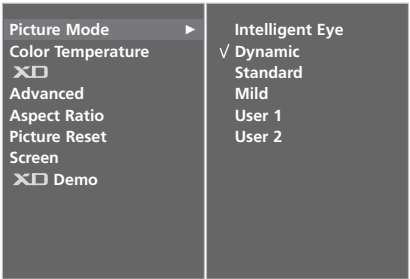 Picture Mode ►
Color Temperature
XD
Advanced
Aspect Ratio
Picture Reset
Screen
XD Demo
Intelligent Eye
√ Dynamic
Standard
Mild
User 1
User 2